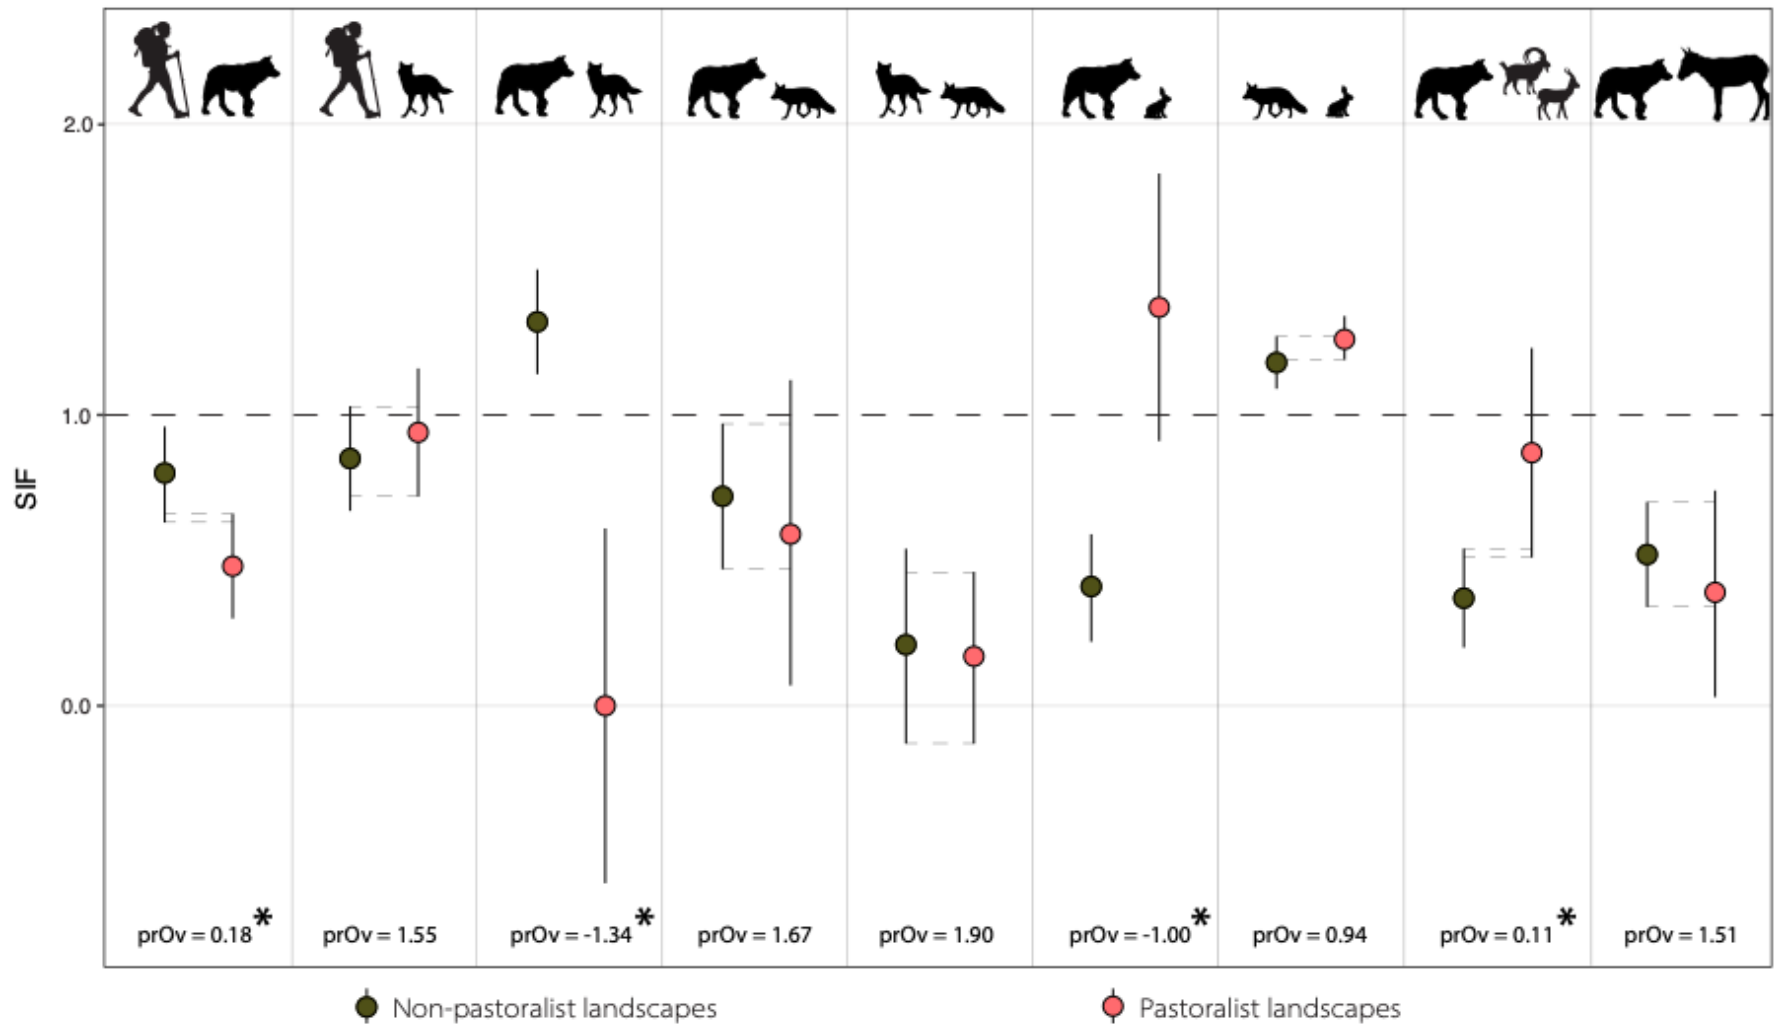 2.0
1.0
0.0
SIF
prOv = 0.18 *
prOv = 1.55
prOv = -1.34 *
prOv = 1.67
prOv = 1.90
prOv = -1.00 *
prOv = 0.94
prOv = 0.11 *
prOv = 1.51
Non-pastoralist landscapes
Pastoralist landscapes